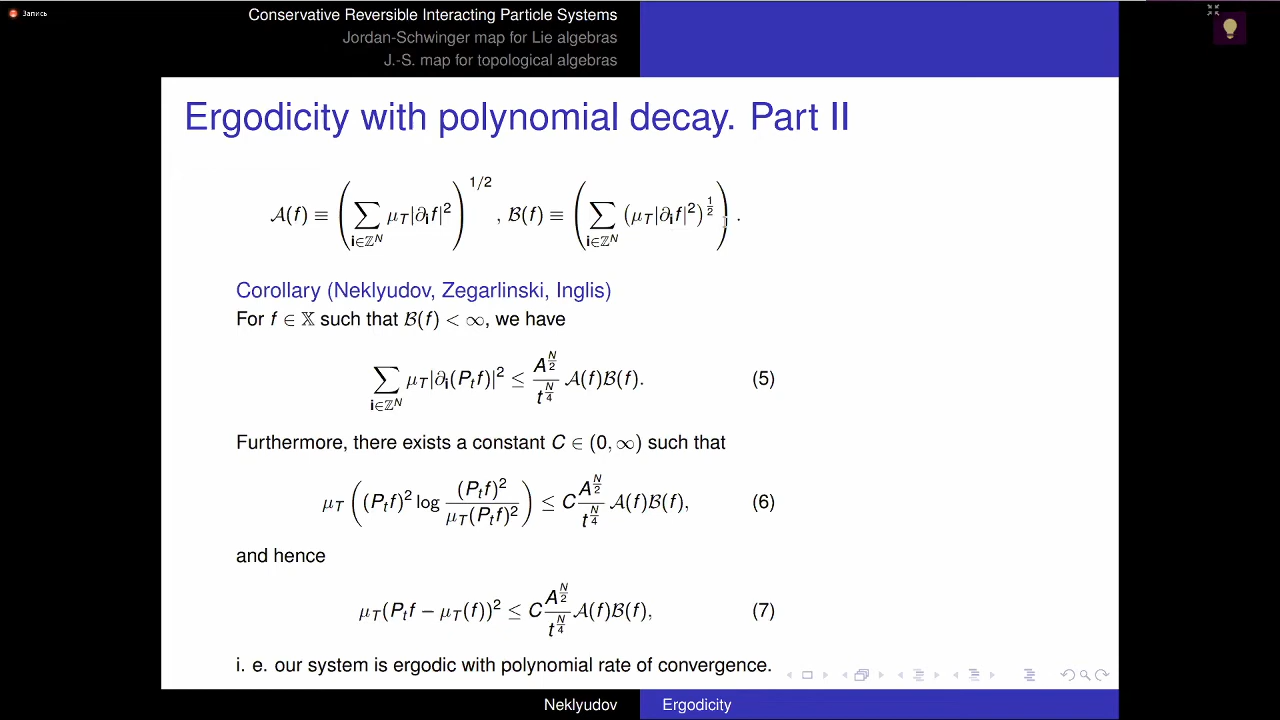 Запись
Conservative Reversible Interacting Particle Systems
Jordan-Schwinger map for Lie algebras
J.-S. map for topological algebras
Ergodicity with polynomial decay. Part II
𝒜(f) ≡ (∑_{i∈ℤ^N} μ_T|∂_i f|²)^{1/2}, ℬ(f) ≡ (∑_{i∈ℤ^N} (μ_T|∂_i f|²)^{1/2}).
Corollary (Neklyudov, Zegarlinski, Inglis)
For f ∈ 𝕏 such that ℬ(f) < ∞, we have
∑_{i∈ℤ^N} μ_T|∂_i(P_t f)|² ≤ A^{N/2}/t^{N/4} 𝒜(f)ℬ(f). (5)
Furthermore, there exists a constant C ∈ (0, ∞) such that
μ_T((P_t f)² log (P_t f)²/μ_T(P_t f)²) ≤ C A^{N/2}/t^{N/4} 𝒜(f)ℬ(f), (6)
and hence
μ_T(P_t f − μ_T(f))² ≤ C A^{N/2}/t^{N/4} 𝒜(f)ℬ(f), (7)
i. e. our system is ergodic with polynomial rate of convergence.
Neklyudov Ergodicity